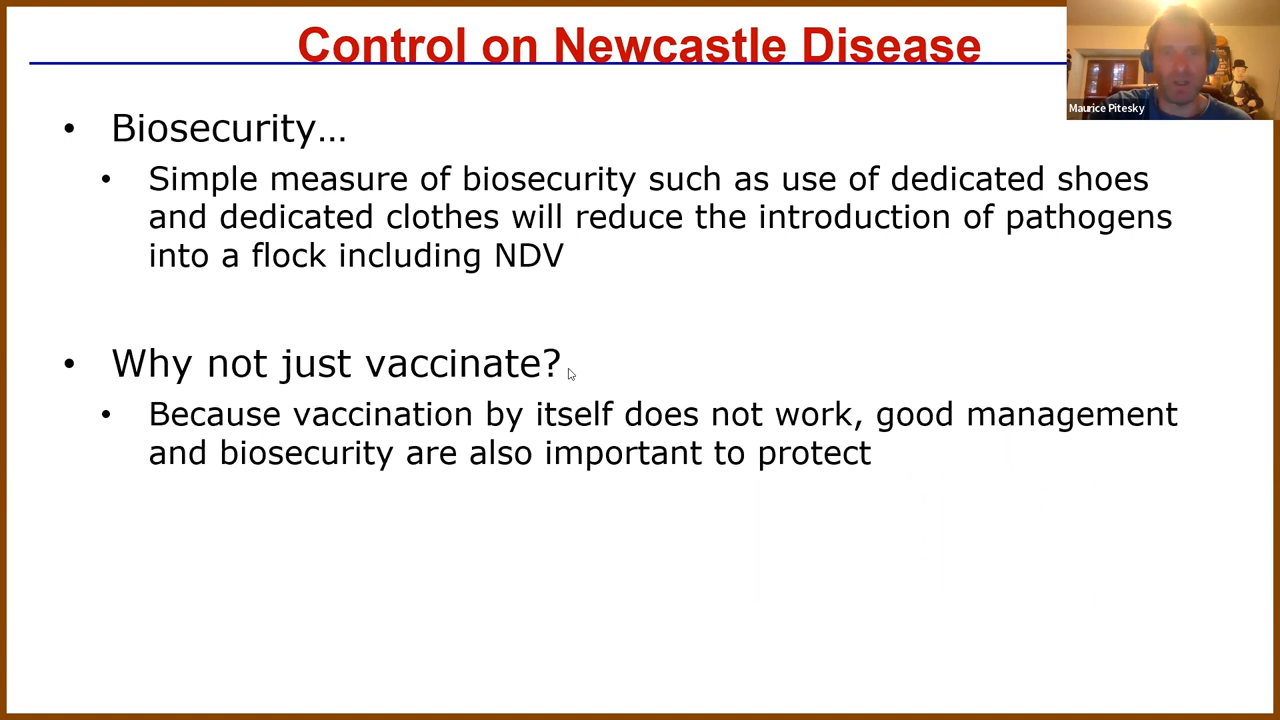 Control on Newcastle Disease
Maurice Pitesky
• Biosecurity...
• Simple measure of biosecurity such as use of dedicated shoes
and dedicated clothes will reduce the introduction of pathogens
into a flock including NDV
• Why not just vaccinate?
• Because vaccination by itself does not work, good management
and biosecurity are also important to protect